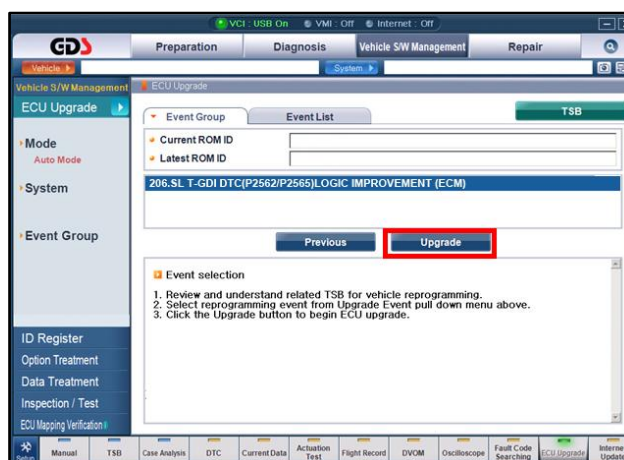 VCI : USB On VMI : Off Internet : Off
GDS Preparation Diagnosis Vehicle S/W Management Repair
Vehicle System
Vehicle S/W Management
ECU Upgrade
ECU Upgrade
TSB
Event Group Event List
Mode
Auto Mode
Current ROM ID
Latest ROM ID
System
206.SL T-GDI DTC(P2562/P2565)LOGIC IMPROVEMENT (ECM)
Event Group
Previous Upgrade
Event selection
1. Review and understand related TSB for vehicle reprogramming.
2. Select reprogramming event from Upgrade Event pull down menu above.
3. Click the Upgrade button to begin ECU upgrade.
ID Register
Option Treatment
Data Treatment
Inspection / Test
ECU Mapping Verification
Setup Manual TSB Case Analysis DTC Current Data Actuation Test Flight Record DVOM Oscilloscope Fault Code Searching ECU Upgrade Internet Update